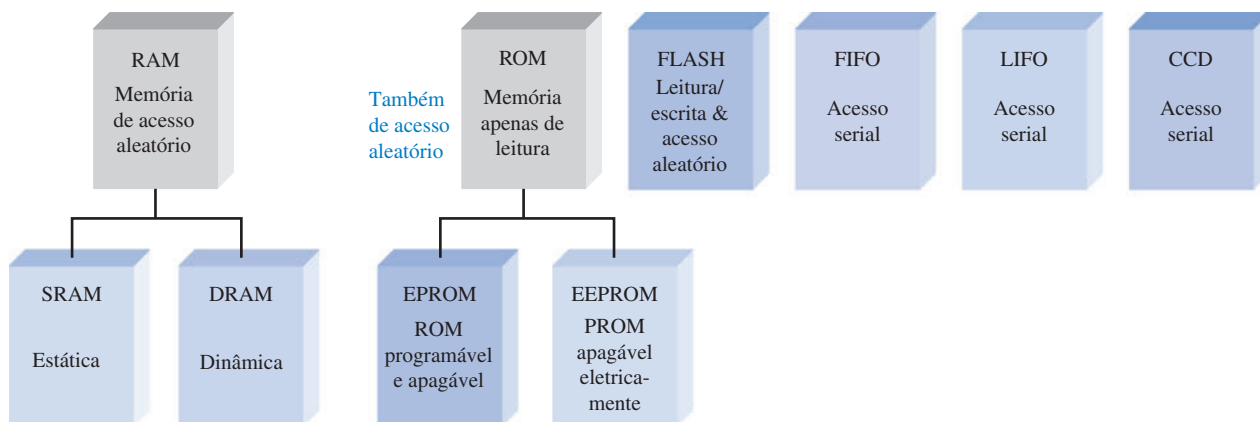 RAM
Memória
de acesso
aleatório
Também
de acesso
aleatório
ROM
Memória
apenas de
leitura
FLASH
Leitura/
escrita &
acesso
aleatório
FIFO
Acesso
serial
LIFO
Acesso
serial
CCD
Acesso
serial
SRAM
Estática
DRAM
Dinâmica
EPROM
ROM
programável
e apagável
EEPROM
PROM
apagável
eletrica-
mente